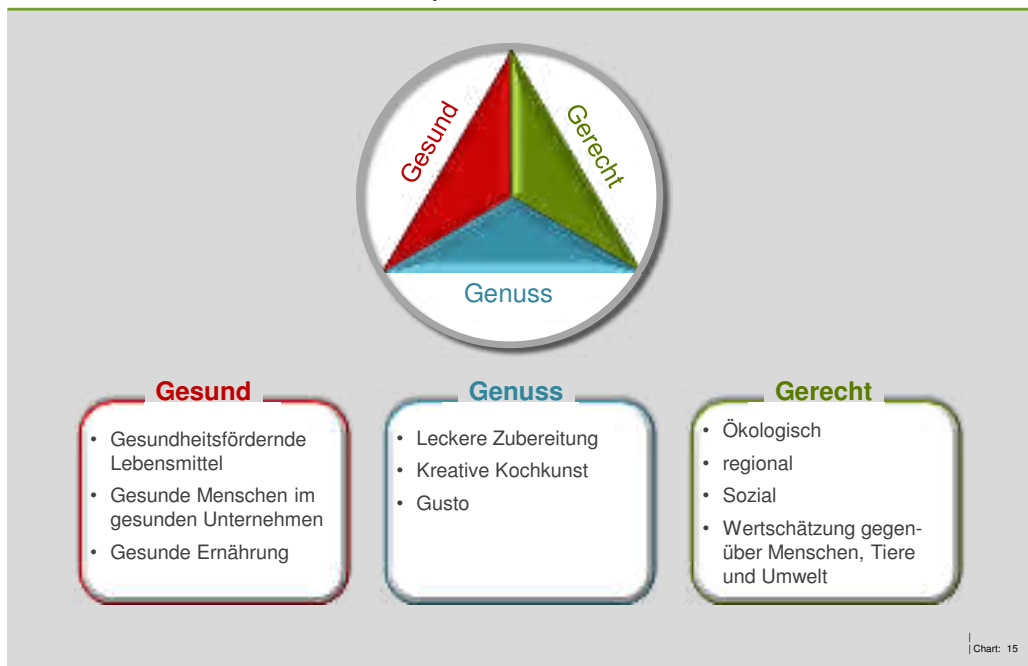 Gesund
Gerecht
Genuss
Gesund
• Gesundheitsfördernde
Lebensmittel
• Gesunde Menschen im
gesunden Unternehmen
• Gesunde Ernährung
Genuss
• Leckere Zubereitung
• Kreative Kochkunst
• Gusto
Gerecht
• Ökologisch
• regional
• Sozial
• Wertschätzung gegen-
über Menschen, Tiere
und Umwelt
|
| Chart: 15